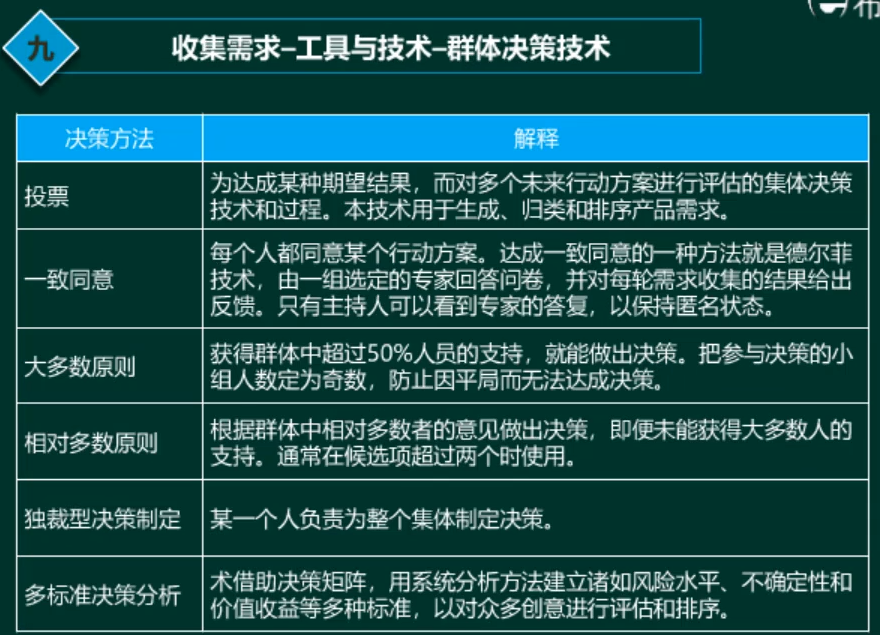 布
九
收集需求–工具与技术–群体决策技术
决策方法
解释
投票
为达成某种期望结果，而对多个未来行动方案进行评估的集体决策
技术和过程。本技术用于生成、归类和排序产品需求。
一致同意
每个人都同意某个行动方案。达成一致同意的一种方法就是德尔菲
技术，由一组选定的专家回答问卷，并对每轮需求收集的结果给出
反馈。只有主持人可以看到专家的答复，以保持匿名状态。
大多数原则
获得群体中超过50%人员的支持，就能做出决策。把参与决策的小
组人数定为奇数，防止因平局而无法达成决策。
相对多数原则
根据群体中相对多数者的意见做出决策，即便未能获得大多数人的
支持。通常在候选项超过两个时使用。
独裁型决策制定
某一个人负责为整个集体制定决策。
多标准决策分析
术借助决策矩阵，用系统分析方法建立诸如风险水平、不确定性和
价值收益等多种标准，以对众多创意进行评估和排序。